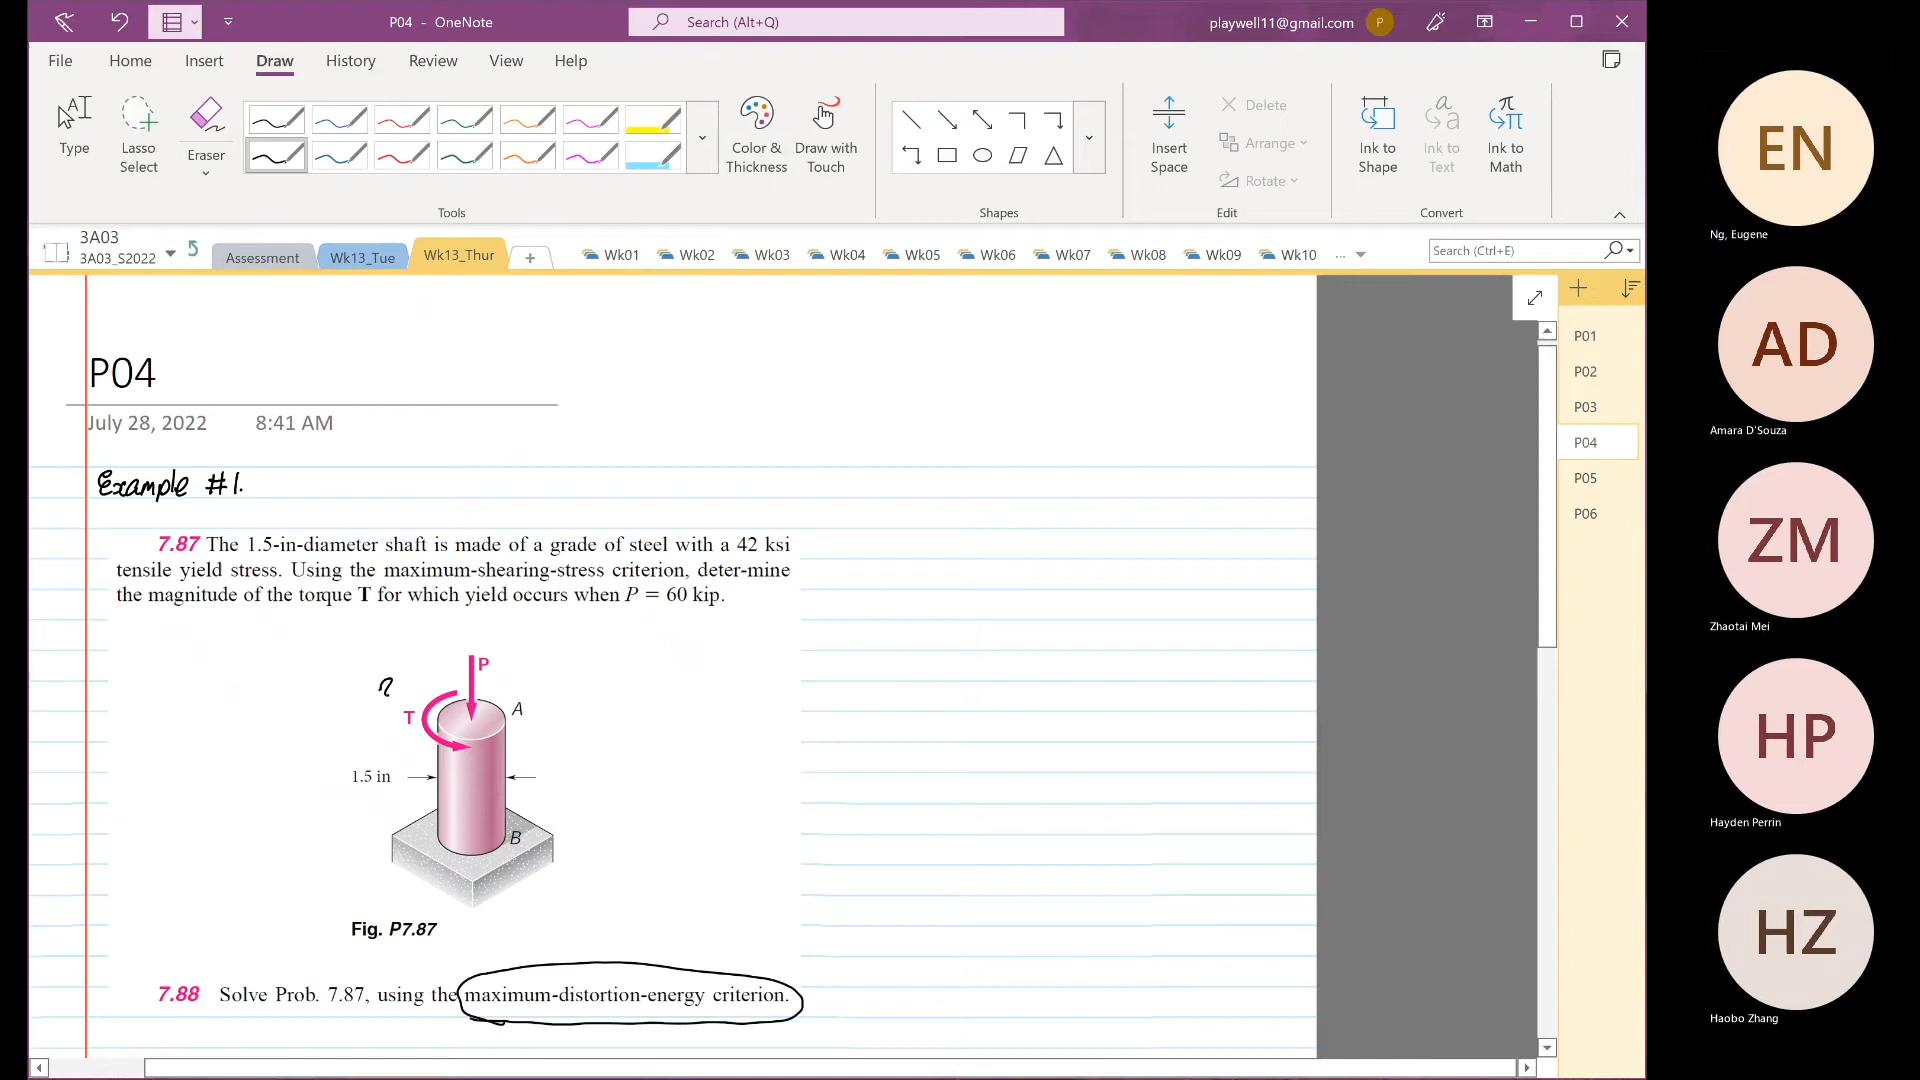 P04 - OneNote
Search (Alt+Q)
playwell11@gmail.com
P
File Home Insert Draw History Review View Help
Type
Lasso Select
Eraser
Color & Thickness
Draw with Touch
Insert Space
Delete
Arrange
Rotate
Ink to Shape
Ink to Text
Ink to Math
Tools
Shapes
Edit
Convert
3A03
3A03_S2022
Assessment
Wk13_Tue
Wk13_Thur
Wk01
Wk02
Wk03
Wk04
Wk05
Wk06
Wk07
Wk08
Wk09
Wk10
...
Search (Ctrl+E)
P01
P02
P03
P04
P05
P06
P04
July 28, 2022 8:41 AM
Example #1.
7.87 The 1.5-in-diameter shaft is made of a grade of steel with a 42 ksi
tensile yield stress. Using the maximum-shearing-stress criterion, deter-mine
the magnitude of the torque T for which yield occurs when P = 60 kip.
P
T
A
1.5 in
B
Fig. P7.87
7.88 Solve Prob. 7.87, using the maximum-distortion-energy criterion.
EN
Ng, Eugene
AD
Amara D'Souza
ZM
Zhaotai Mei
HP
Hayden Perrin
HZ
Haobo Zhang